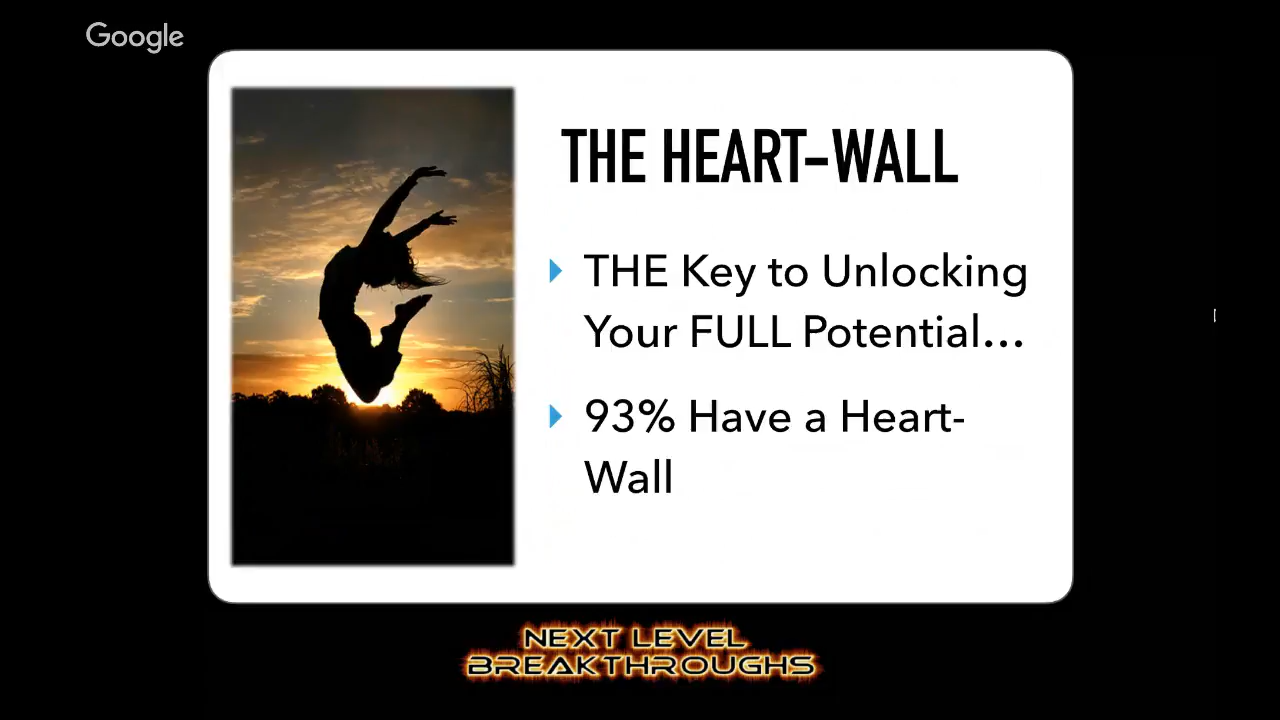 Google
THE HEART-WALL
THE Key to Unlocking
Your FULL Potential...
93% Have a Heart-
Wall
NEXT LEVEL
BREAKTHROUGHS